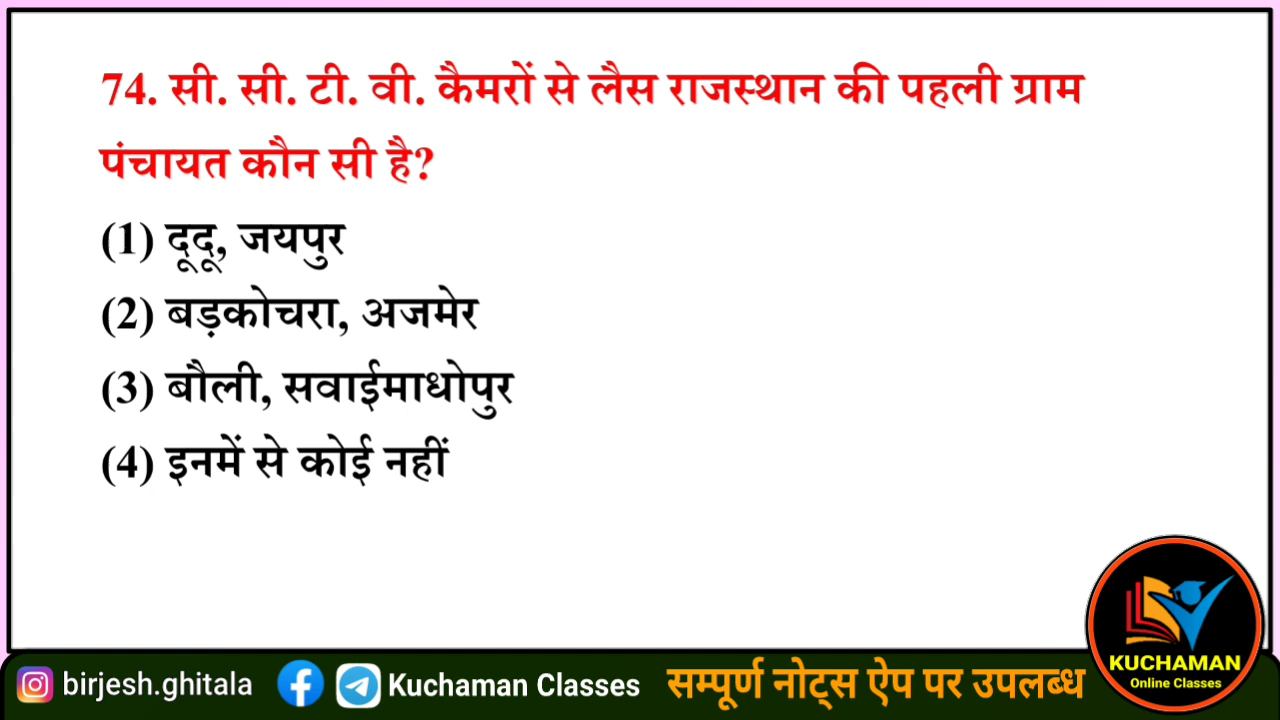 74. सी. सी. टी. वी. कैमरों से लैस राजस्थान की पहली ग्राम
पंचायत कौन सी है?
(1) दूदू, जयपुर
(2) बड़कोचरा, अजमेर
(3) बौली, सवाईमाधोपुर
(4) इनमें से कोई नहीं
KUCHAMAN
Online Classes
birjesh.ghitala Kuchaman Classes सम्पूर्ण नोट्स ऐप पर उपलब्ध